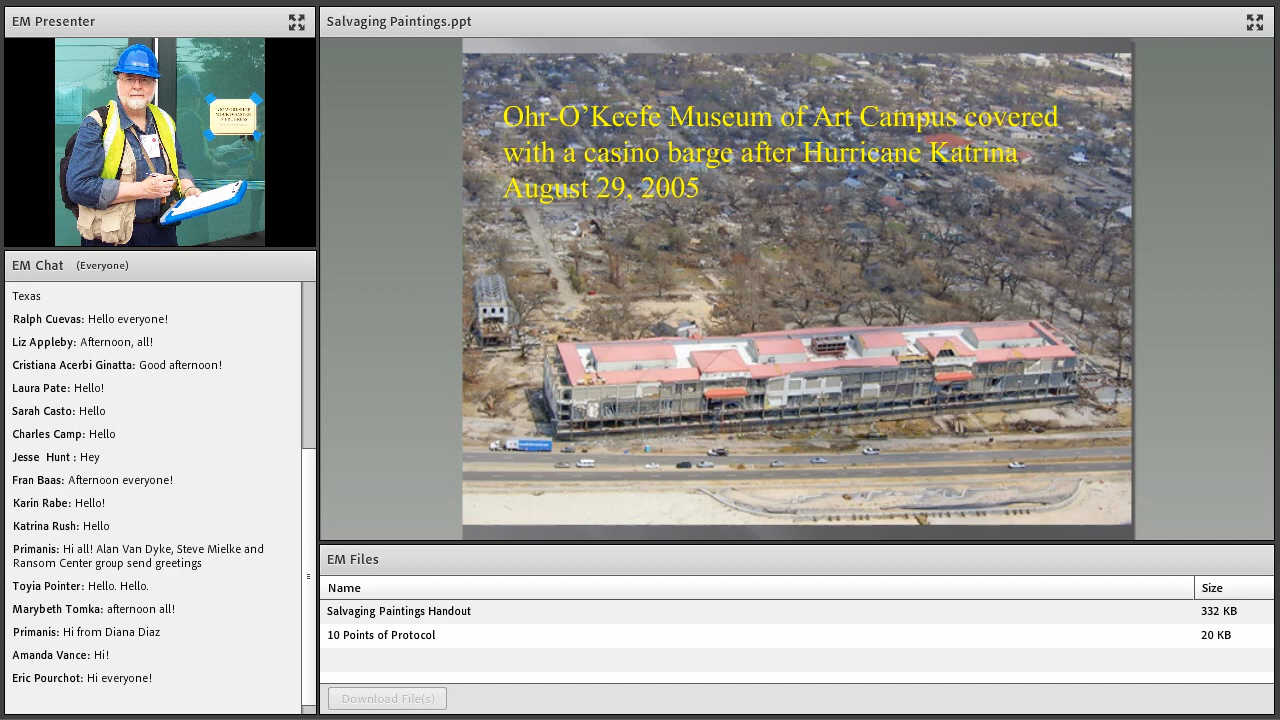 EM Presenter
EM Chat (Everyone)
Texas
Ralph Cuevas: Hello everyone!
Liz Appleby: Afternoon, all!
Cristiana Acerbi Ginatta: Good afternoon!
Laura Pate: Hello!
Sarah Casto: Hello
Charles Camp: Hello
Jesse Hunt : Hey
Fran Baas: Afternoon everyone!
Karin Rabe: Hello!
Katrina Rush: Hello
Primanis: Hi all! Alan Van Dyke, Steve Mielke and
Ransom Center group send greetings
Toyia Pointer: Hello. Hello.
Marybeth Tomka: afternoon all!
Primanis: Hi from Diana Diaz
Amanda Vance: Hi!
Eric Pourchot: Hi everyone!
Salvaging Paintings.ppt
Ohr-O’Keefe Museum of Art Campus covered
with a casino barge after Hurricane Katrina
August 29, 2005
EM Files
Name Size
Salvaging Paintings Handout 332 KB
10 Points of Protocol 20 KB
Download File(s)